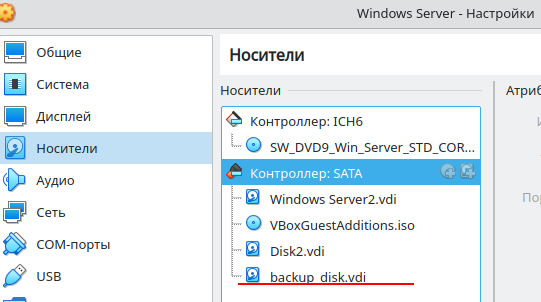 Windows Server - Настройки
Общие
Система
Дисплей
Носители
Аудио
Сеть
COM-порты
USB
Носители
Носители
Контроллер: ICH6
SW_DVD9_Win_Server_STD_COR...
Контроллер: SATA
Windows Server2.vdi
VBoxGuestAdditions.iso
Disk2.vdi
backup_disk.vdi
Атриб
По